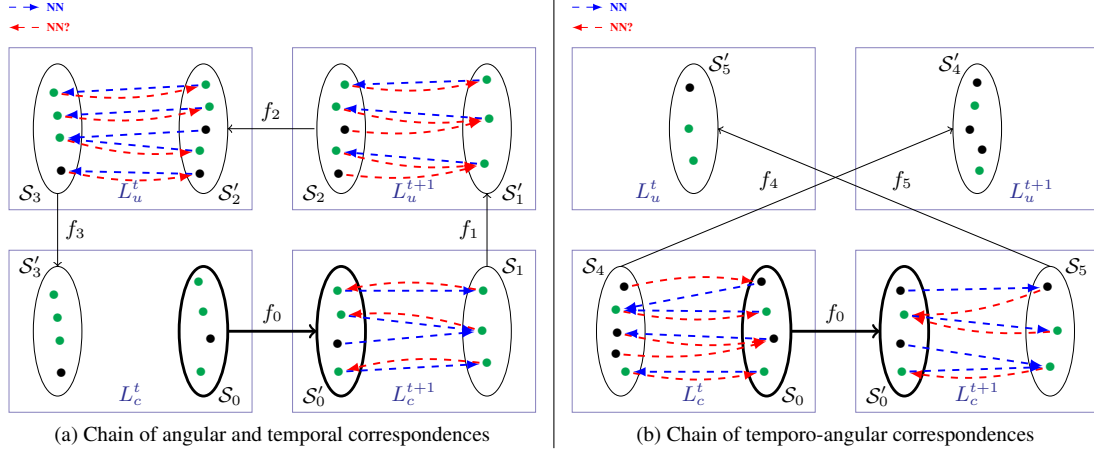 NN
NN?
S₃
L_u^t
S′₂
f₂
S₂
L_u^{t+1}
S′₁
f₃
f₁
S′₃
L_c^t
S₀
f₀
S′₀
L_c^{t+1}
S₁
(a) Chain of angular and temporal correspondences
NN
NN?
S′₅
L_u^t
S′₄
L_u^{t+1}
f₄
f₅
S₄
L_c^t
S₀
f₀
S′₀
L_c^{t+1}
S₅
(b) Chain of temporo-angular correspondences